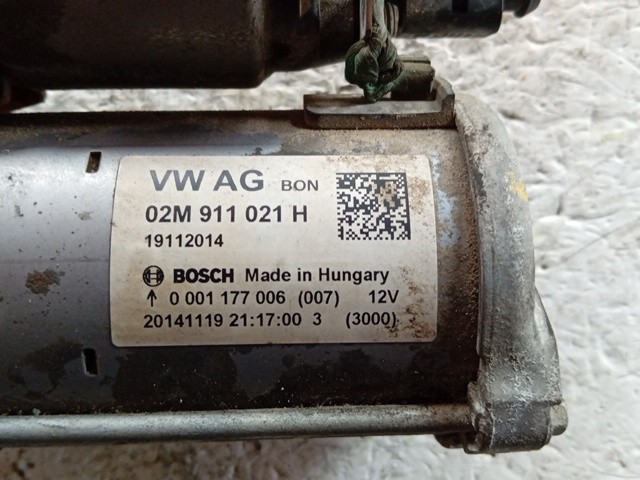 VW AG BON
02M 911 021 H
19112014
BOSCH Made in Hungary
↑ 0 001 177 006 (007) 12V
20141119 21:17:00 3 (3000)